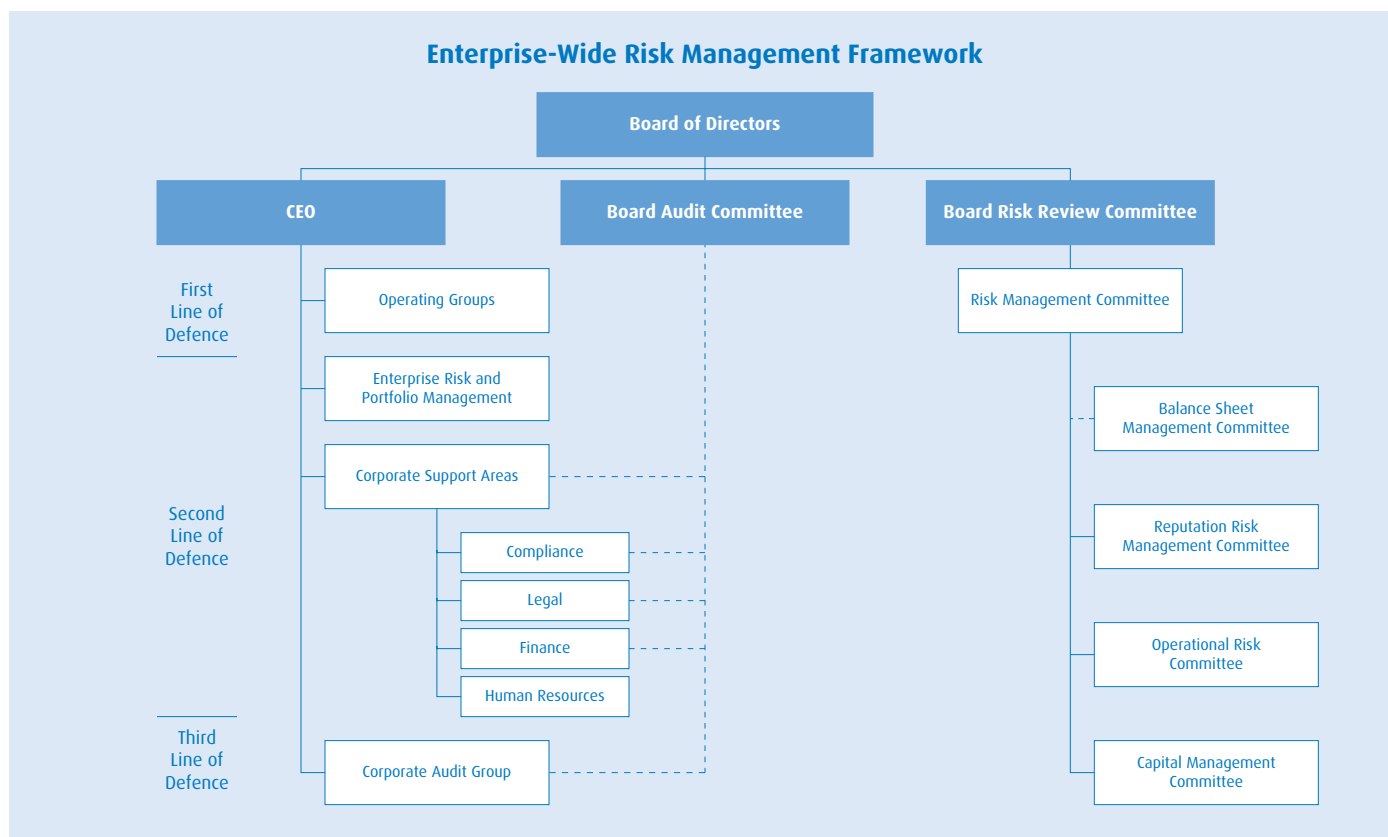 Enterprise-Wide Risk Management Framework
Board of Directors
CEO
Board Audit Committee
Board Risk Review Committee
First
Line of
Defence
Operating Groups
Risk Management Committee
Enterprise Risk and
Portfolio Management
Balance Sheet
Management Committee
Second
Line of
Defence
Corporate Support Areas
Compliance
Legal
Finance
Human Resources
Reputation Risk
Management Committee
Operational Risk
Committee
Third
Line of
Defence
Corporate Audit Group
Capital Management
Committee